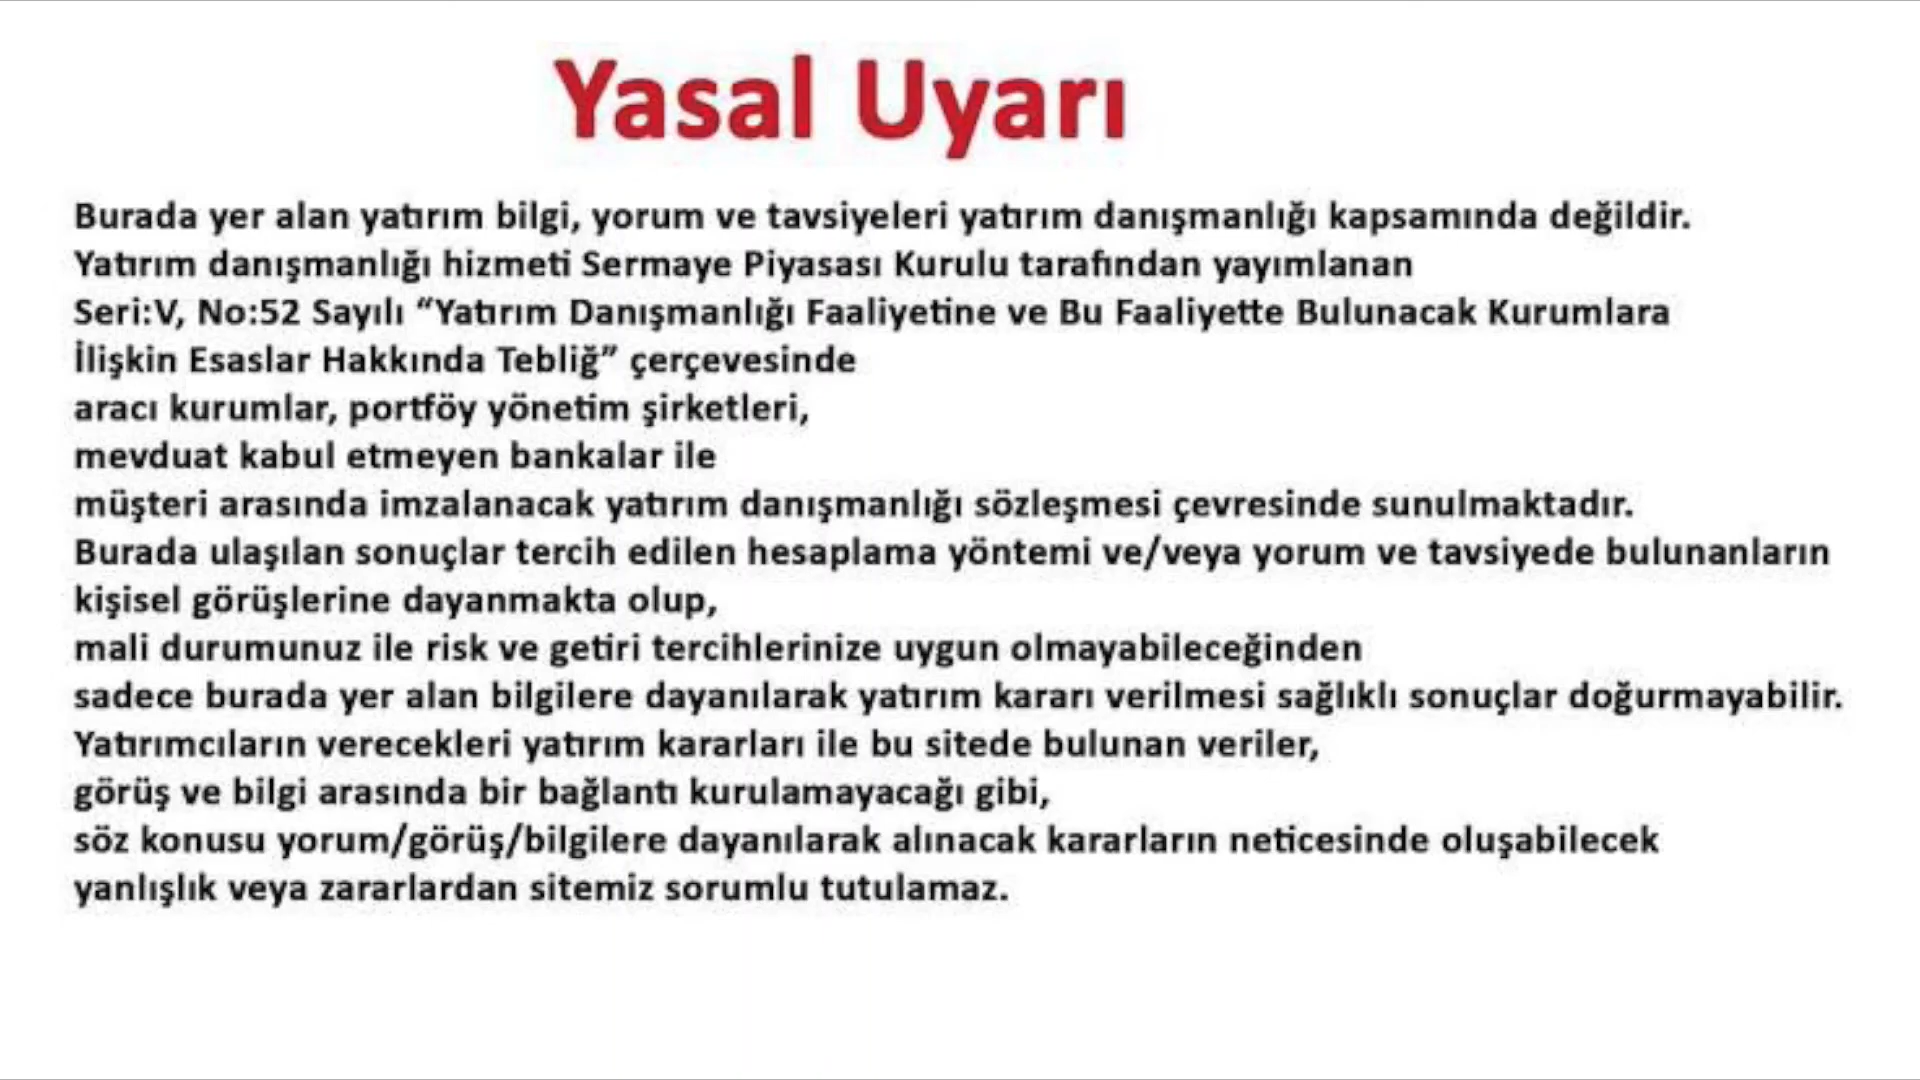 Yasal Uyarı
Burada yer alan yatırım bilgi, yorum ve tavsiyeleri yatırım danışmanlığı kapsamında değildir.
Yatırım danışmanlığı hizmeti Sermaye Piyasası Kurulu tarafından yayımlanan
Seri:V, No:52 Sayılı “Yatırım Danışmanlığı Faaliyetine ve Bu Faaliyette Bulunacak Kurumlara
İlişkin Esaslar Hakkında Tebliğ” çerçevesinde
aracı kurumlar, portföy yönetim şirketleri,
mevduat kabul etmeyen bankalar ile
müşteri arasında imzalanacak yatırım danışmanlığı sözleşmesi çevresinde sunulmaktadır.
Burada ulaşılan sonuçlar tercih edilen hesaplama yöntemi ve/veya yorum ve tavsiyede bulunanların
kişisel görüşlerine dayanmakta olup,
mali durumunuz ile risk ve getiri tercihlerinize uygun olmayabileceğinden
sadece burada yer alan bilgilere dayanılarak yatırım kararı verilmesi sağlıklı sonuçlar doğurmayabilir.
Yatırımcıların verecekleri yatırım kararları ile bu sitede bulunan veriler,
görüş ve bilgi arasında bir bağlantı kurulamayacağı gibi,
söz konusu yorum/görüş/bilgilere dayanılarak alınacak kararların neticesinde oluşabilecek
yanlışlık veya zararlardan sitemiz sorumlu tutulamaz.